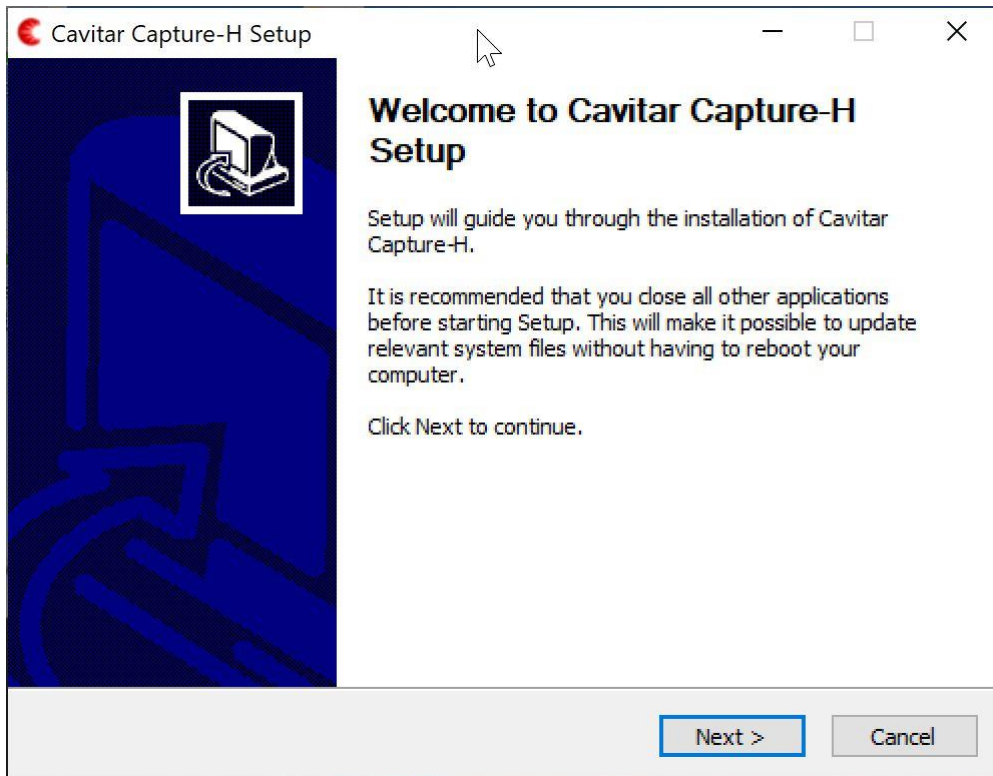 Cavitar Capture-H Setup
Welcome to Cavitar Capture-H
Setup
Setup will guide you through the installation of Cavitar
Capture-H.
It is recommended that you close all other applications
before starting Setup. This will make it possible to update
relevant system files without having to reboot your
computer.
Click Next to continue.
Next >
Cancel